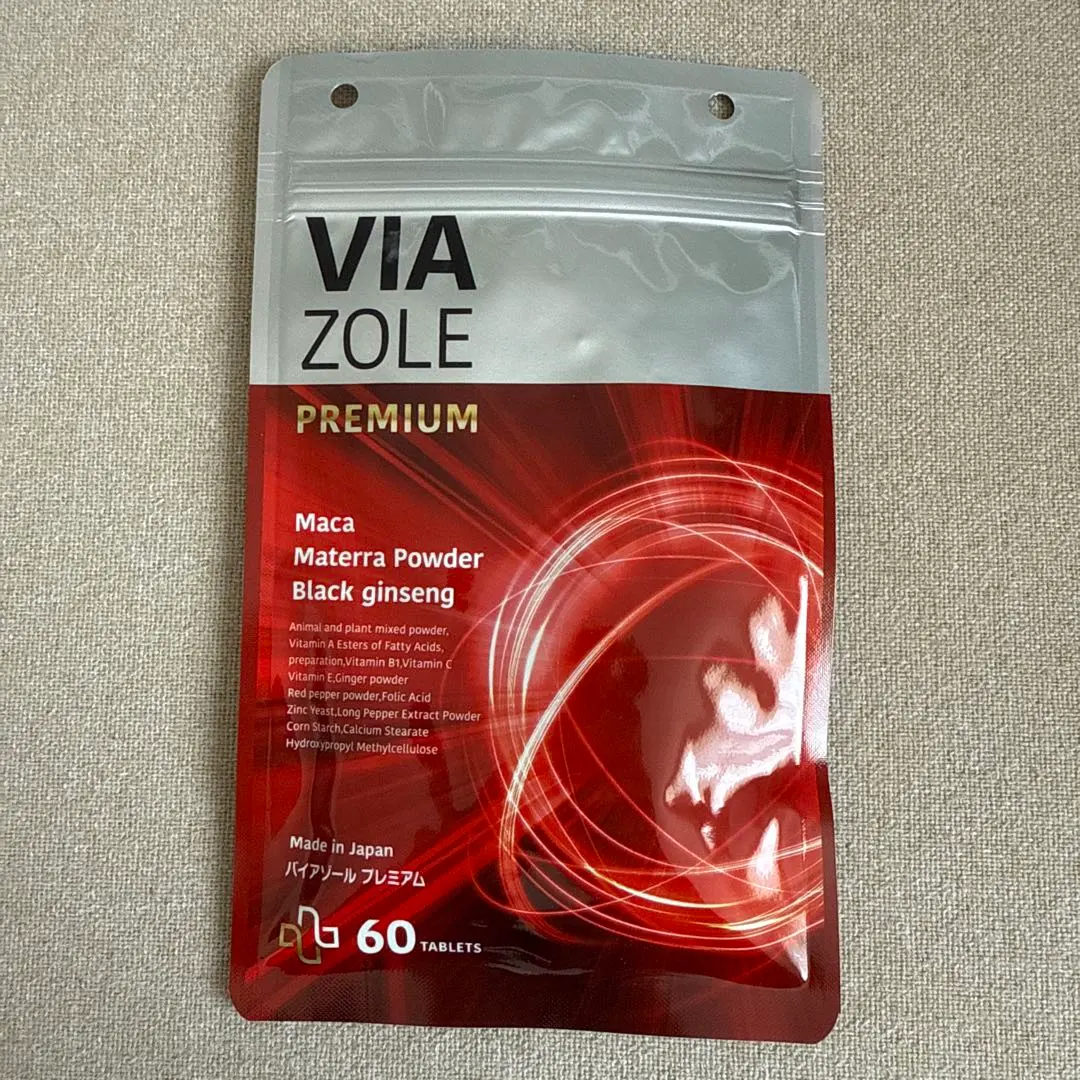 VIA
ZOLE
PREMIUM
Maca
Materra Powder
Black ginseng
Animal and plant mixed powder,
Vitamin A Esters of Fatty Acids,
preparation,Vitamin B1,Vitamin C
Vitamin E,Ginger powder
Red pepper powder,Folic Acid
Zinc Yeast,Long Pepper Extract Powder
Corn Starch,Calcium Stearate
Hydroxypropyl Methylcellulose
Made in Japan
バイアゾール プレミアム
60 TABLETS